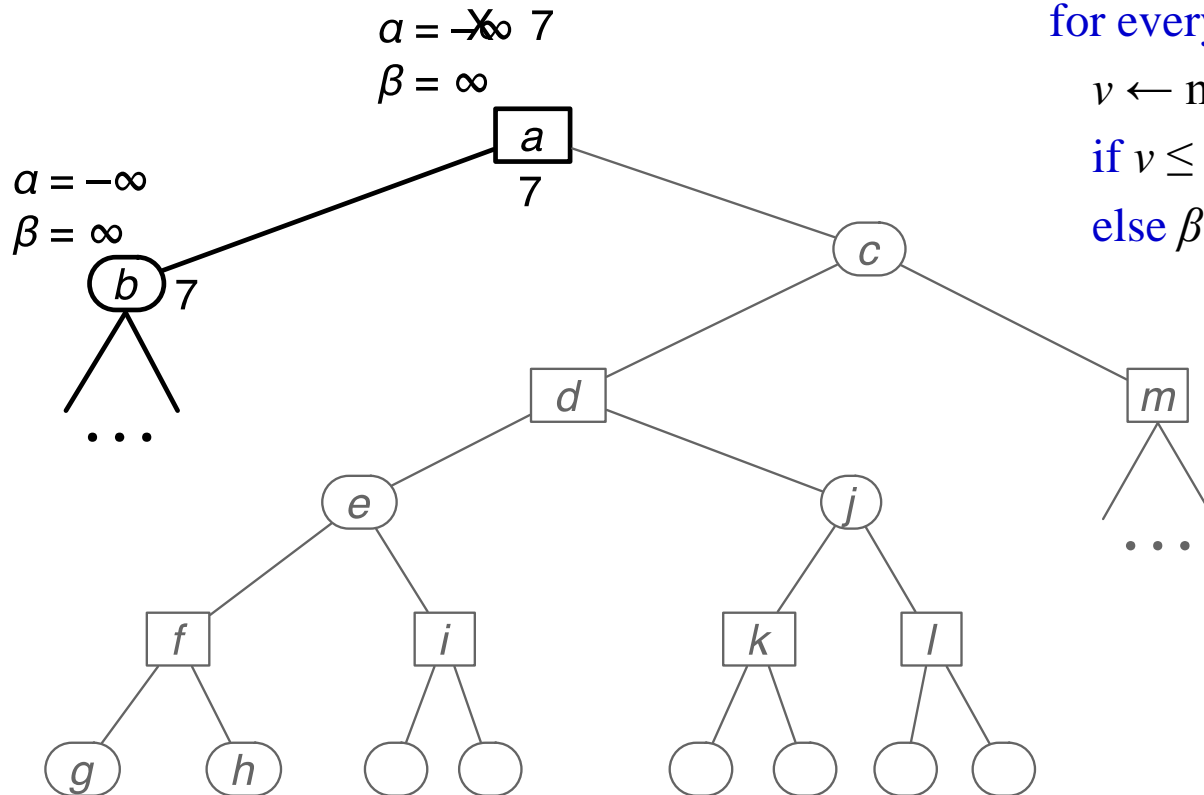 α = –∞ 7
β = ∞
a
7
α = –∞
β = ∞
b 7
. . .
c
d
m
. . .
e
j
f
i
k
l
g
h
for every
v ←
if v ≤
else β